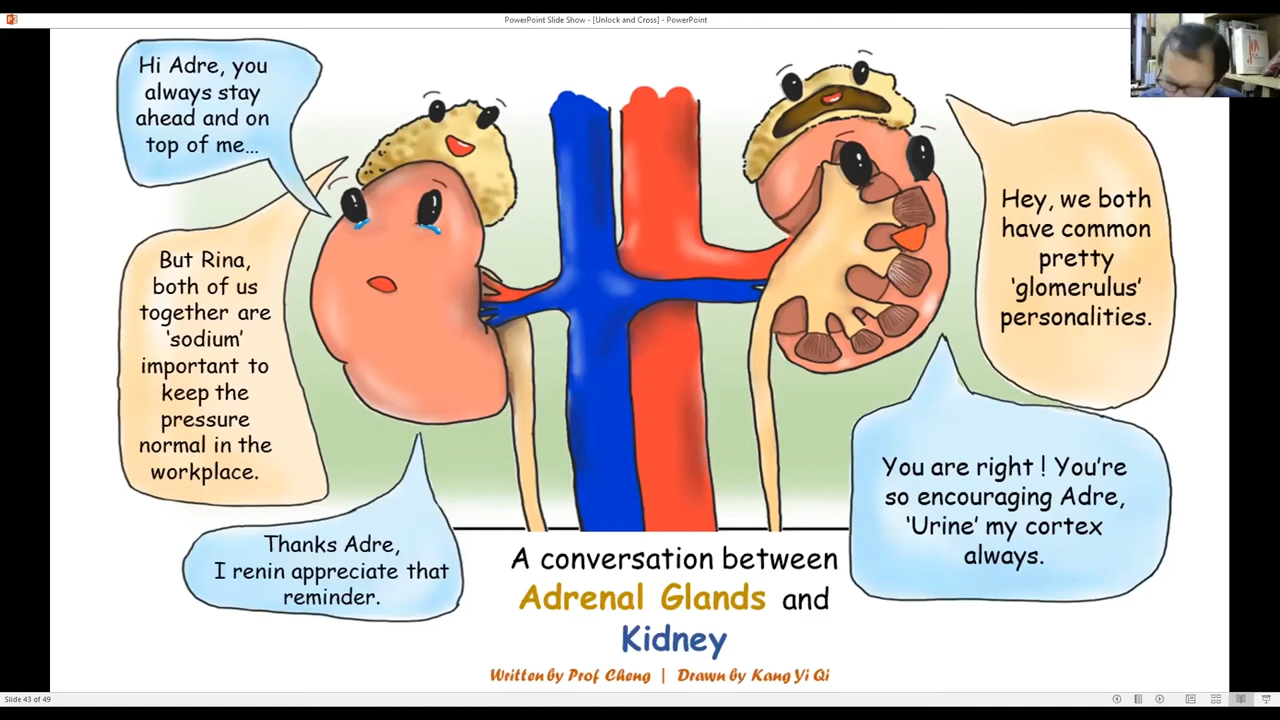 PowerPoint Slide Show - [Unlock and Cross] - PowerPoint
Hi Adre, you
always stay
ahead and on
top of me...
But Rina,
both of us
together are
‘sodium’
important to
keep the
pressure
normal in the
workplace.
Thanks Adre,
I renin appreciate that
reminder.
Hey, we both
have common
pretty
‘glomerulus’
personalities.
You are right ! You’re
so encouraging Adre,
‘Urine’ my cortex
always.
A conversation between
Adrenal Glands and
Kidney
Written by Prof Cheng | Drawn by Kang Yi Qi
Slide 43 of 49